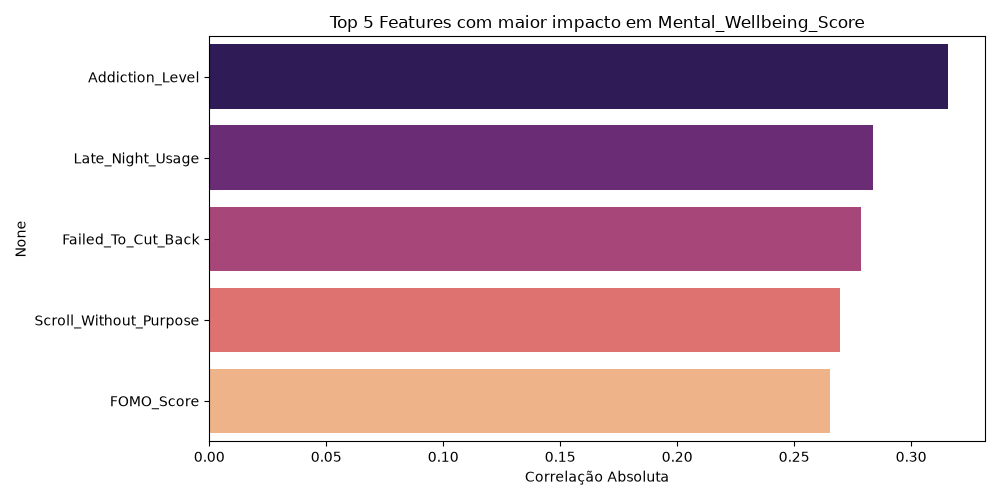 Top 5 Features com maior impacto em Mental_Wellbeing_Score
None
Addiction_Level
Late_Night_Usage
Failed_To_Cut_Back
Scroll_Without_Purpose
FOMO_Score
0.00 0.05 0.10 0.15 0.20 0.25 0.30
Correlação Absoluta